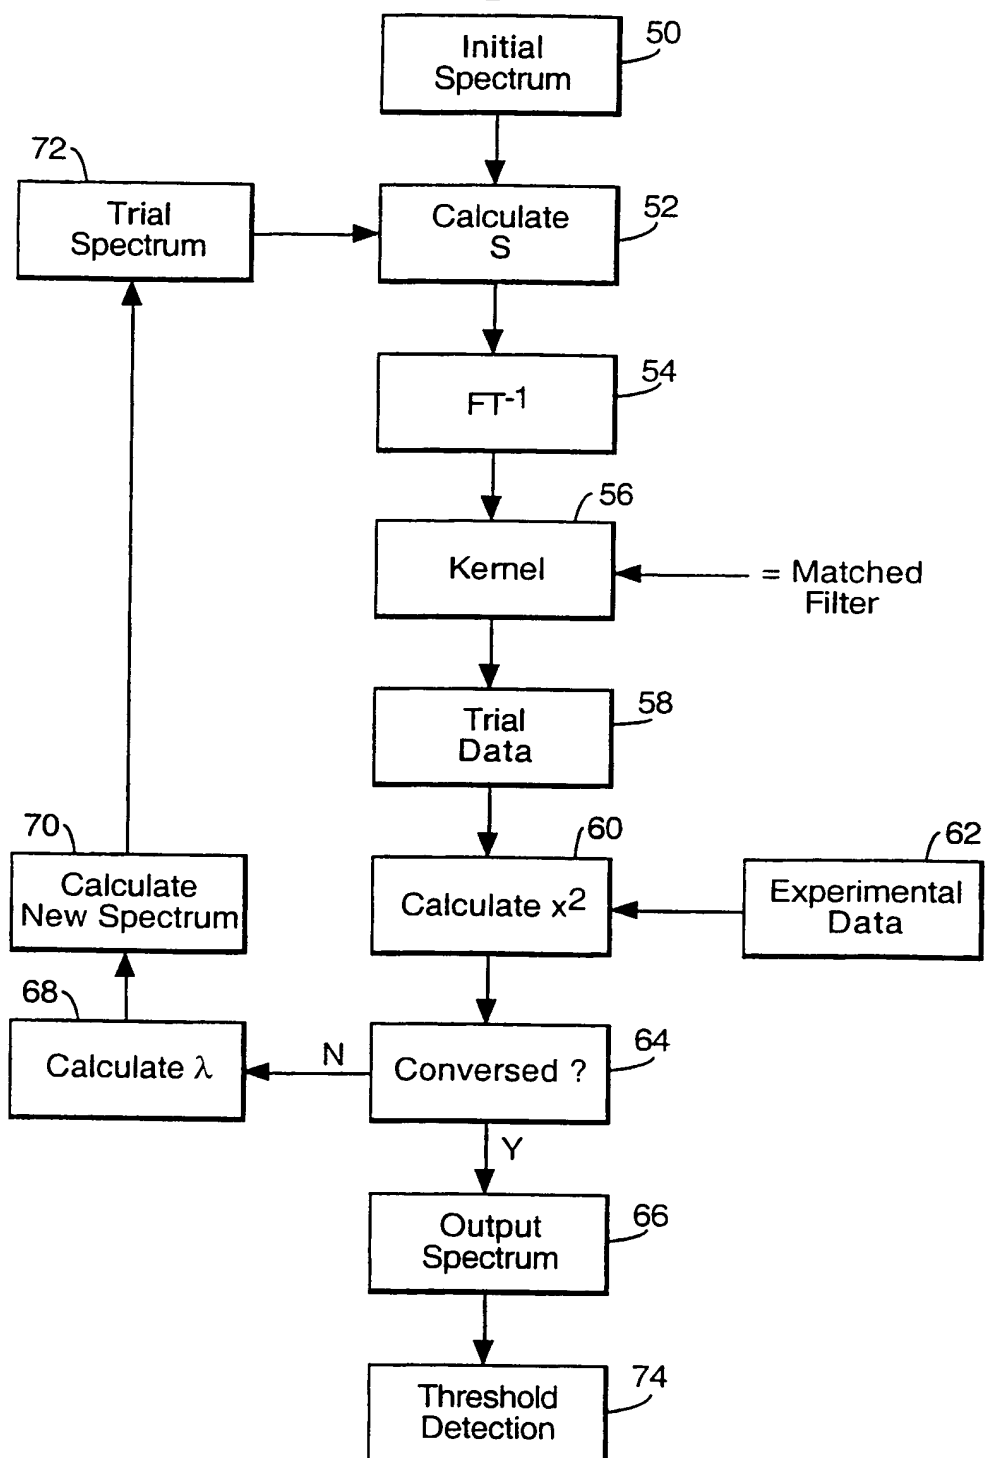 Initial
Spectrum
50
72
Trial
Spectrum
Calculate
S
52
FT-1
54
56
Kernel
= Matched
Filter
Trial
Data
58
70
Calculate
New Spectrum
60
Calculate x2
62
Experimental
Data
68
Calculate λ
N
Conversed ?
64
Y
Output
Spectrum
66
Threshold
Detection
74